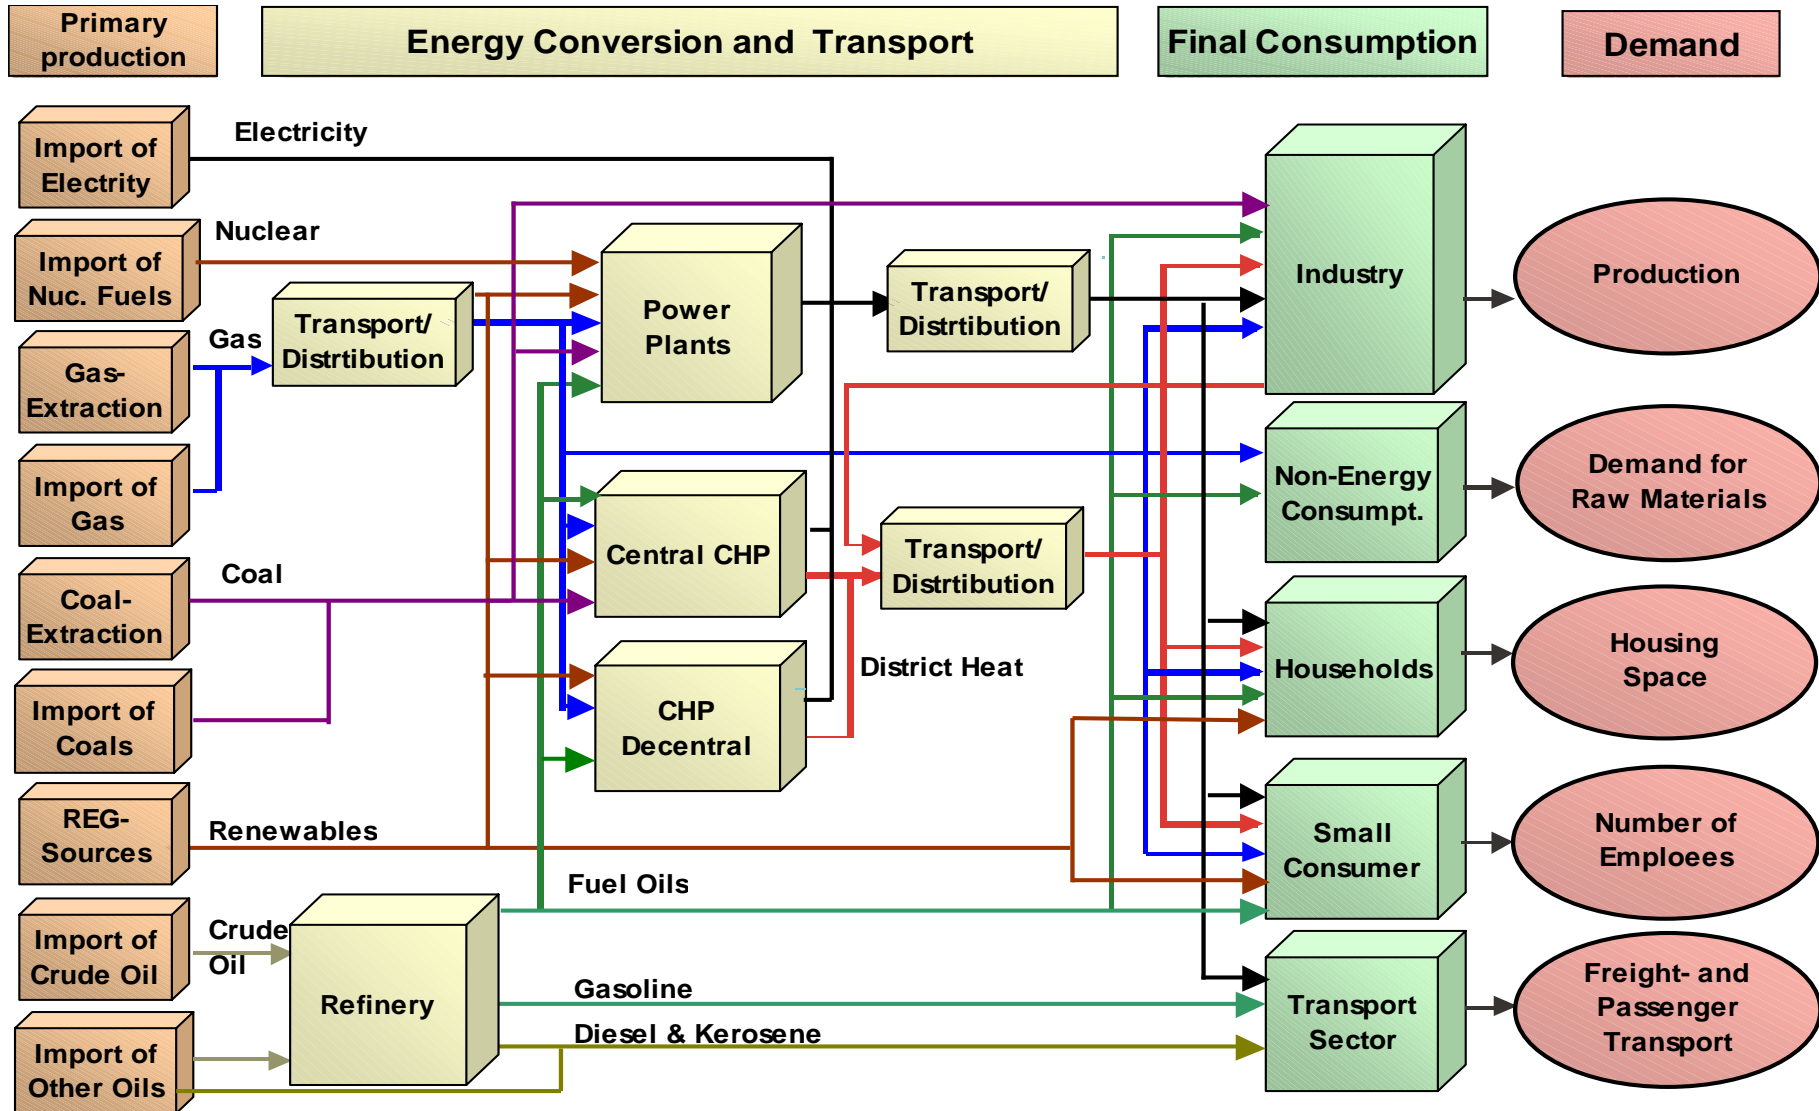 Primary
production
Energy Conversion and Transport
Final Consumption
Demand
Import of
Electrity
Electricity
Import of
Nuc. Fuels
Nuclear
Gas-
Extraction
Gas
Import of
Gas
Coal-
Extraction
Coal
Import of
Coals
REG-
Sources
Renewables
Import of
Crude Oil
Crude
Oil
Import of
Other Oils
Transport/
Distrtibution
Power
Plants
Central CHP
CHP
Decentral
Refinery
Fuel Oils
Gasoline
Diesel & Kerosene
Transport/
Distrtibution
Transport/
Distrtibution
District Heat
Industry
Non-Energy
Consumpt.
Households
Small
Consumer
Transport
Sector
Production
Demand for
Raw Materials
Housing
Space
Number of
Emploees
Freight- and
Passenger
Transport